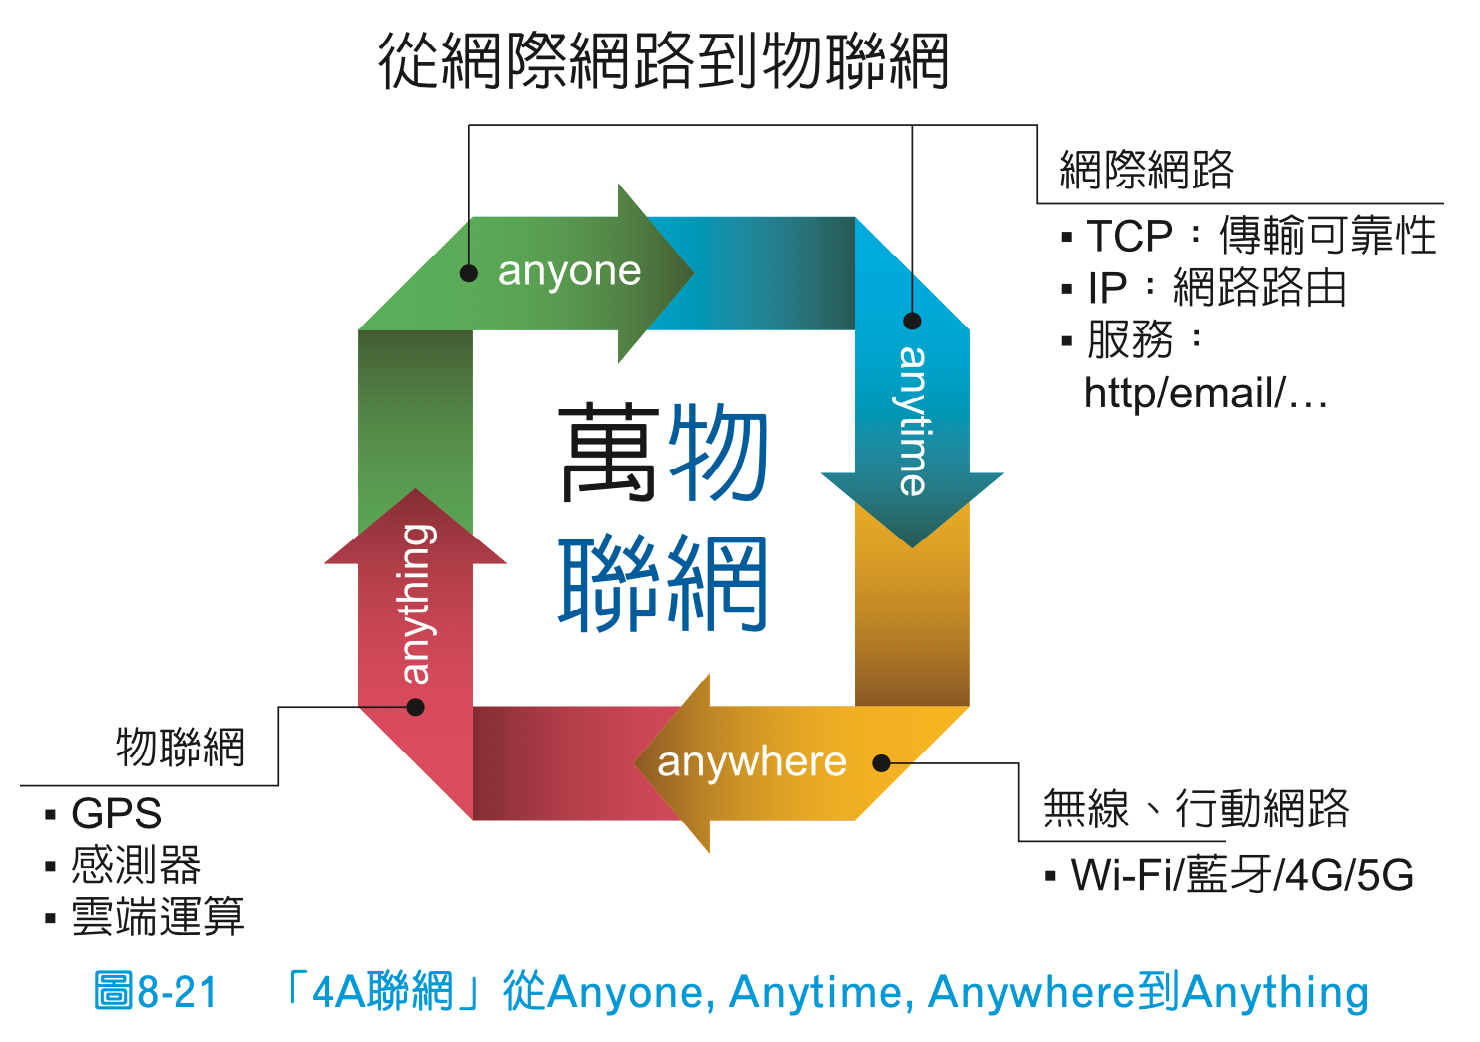 從網際網路到物聯網
網際網路
▪ TCP：傳輸可靠性
▪ IP：網路路由
▪ 服務：
http/email/…
anyone
anytime
萬物
聯網
anything
anywhere
物聯網
▪ GPS
▪ 感測器
▪ 雲端運算
無線、行動網路
▪ Wi-Fi/藍牙/4G/5G
圖8-21 「4A聯網」從Anyone, Anytime, Anywhere到Anything